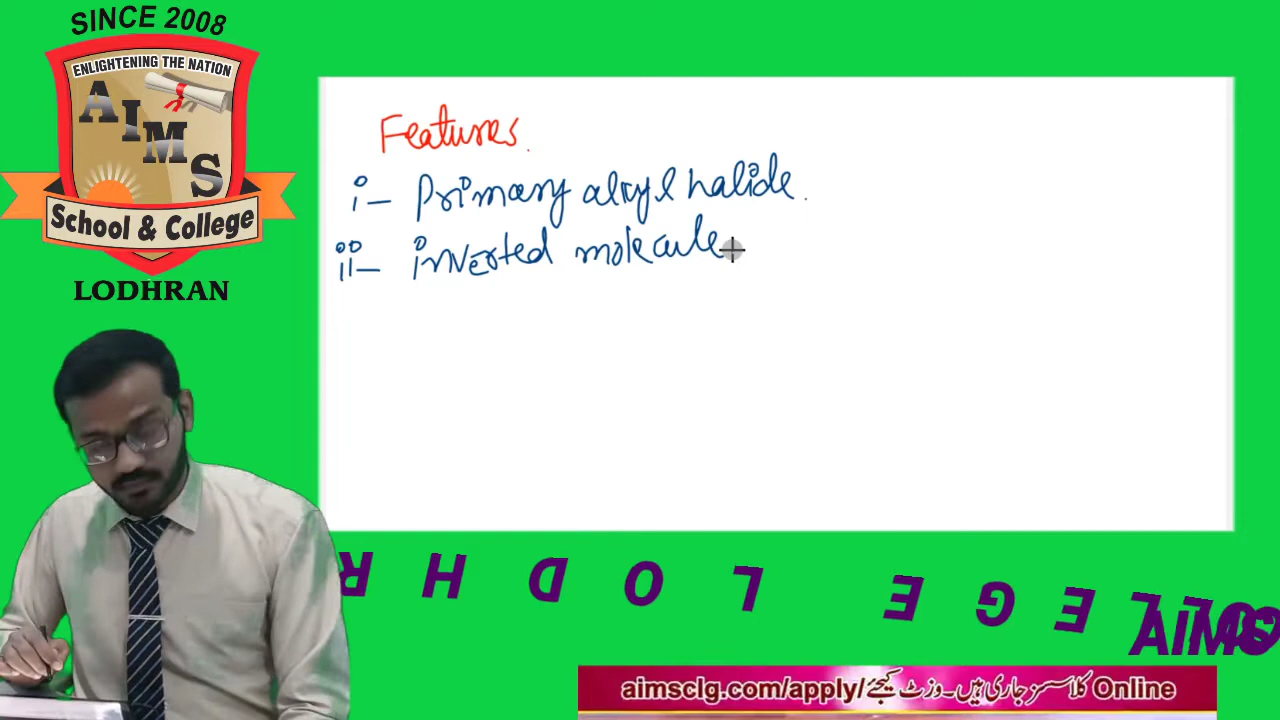 SINCE 2008
ENLIGHTENING THE NATION
AIMS
School & College
LODHRAN
Features.
i- Primary alkyl halide.
ii- inverted molecule
L O D H R
E G E
AIMS
aimsclg.com/apply/ کلاسسز جاری ہیں۔ وزٹ کیجئے Online